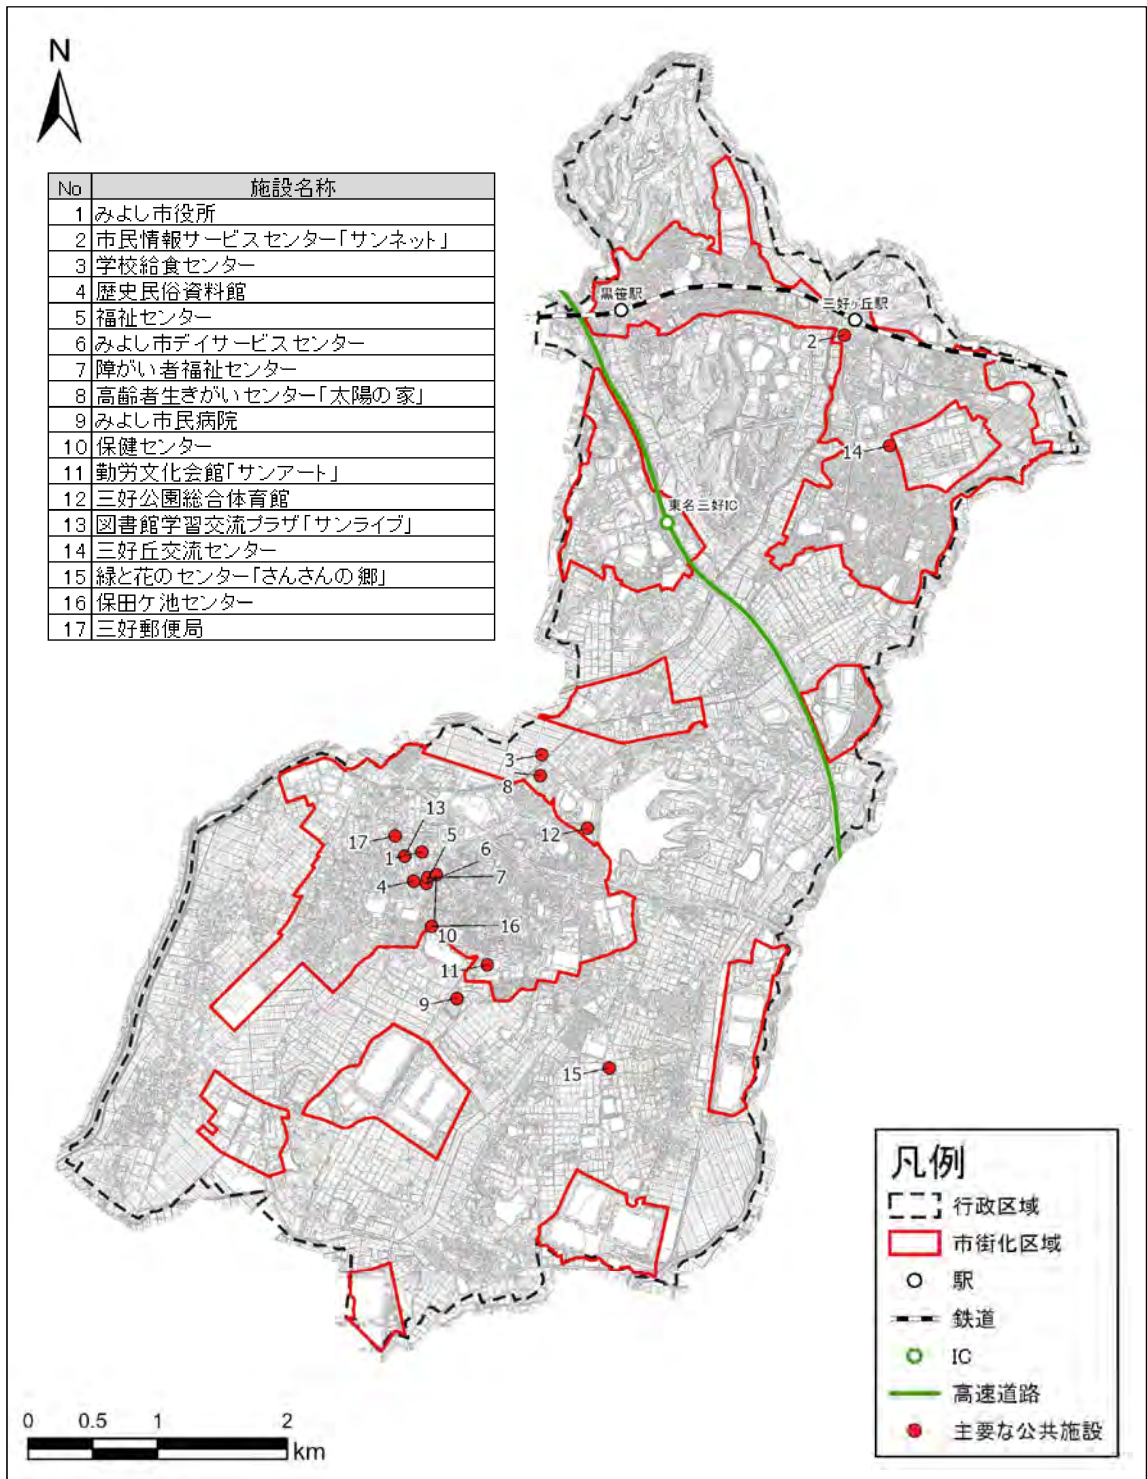 N
No 施設名称
1 みよし市役所
2 市民情報サービスセンター「サンネット」
3 学校給食センター
4 歴史民俗資料館
5 福祉センター
6 みよし市デイサービスセンター
7 障がい者福祉センター
8 高齢者生きがいセンター「太陽の家」
9 みよし市民病院
10 保健センター
11 勤労文化会館「サンアート」
12 三好公園総合体育館
13 図書館学習交流プラザ「サンライブ」
14 三好丘交流センター
15 緑と花のセンター「さんさんの郷」
16 保田ケ池センター
17 三好郵便局
黒笹駅
三好ヶ丘駅
2
14
東名三好IC
3
8
12
13
17
5
1
6
4
7
10
16
11
9
15
凡例
行政区域
市街化区域
駅
鉄道
IC
高速道路
主要な公共施設
0 0.5 1 2
km